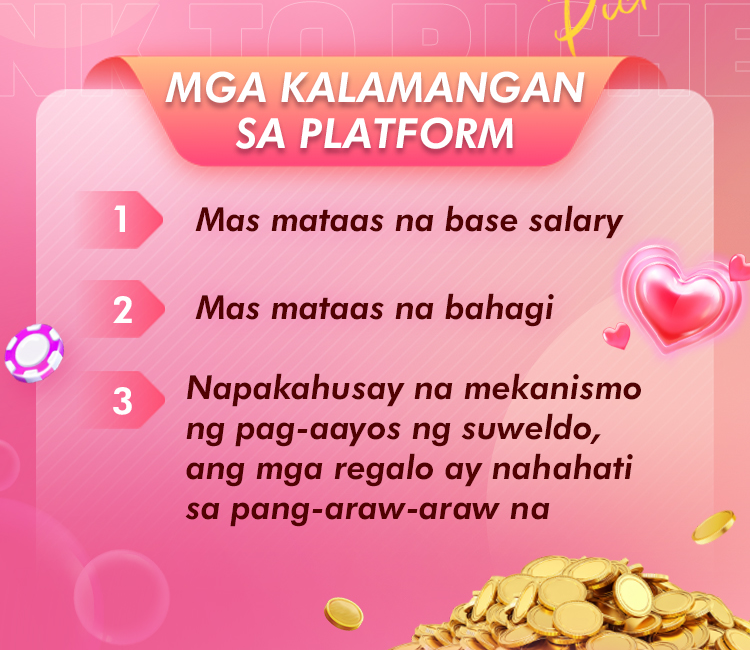 MGA KALAMANGAN
SA PLATFORM
1 Mas mataas na base salary
2 Mas mataas na bahagi
3 Napakahusay na mekanismo
ng pag-aayos ng suweldo,
ang mga regalo ay nahahati
sa pang-araw-araw na